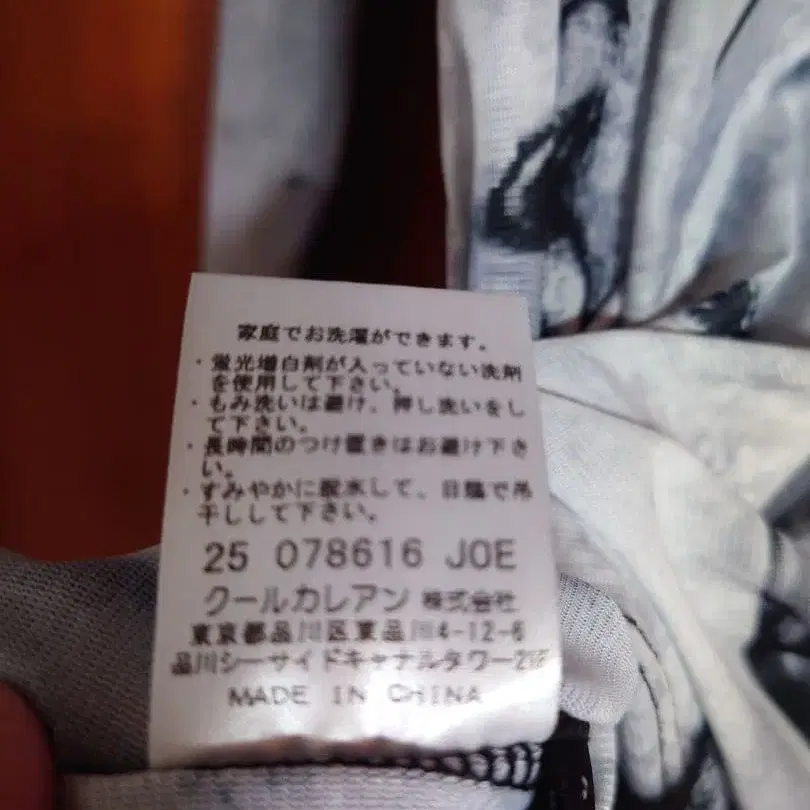 家庭でお洗濯ができます。
・蛍光増白剤が入っていない洗剤
を使用して下さい。
・もみ洗いは避け、押し洗いをし
て下さい。
・長時間のつけ置きはお避け下さ
い。
・すみやかに脱水して、日陰で吊
干しして下さい。
25 078616 JOE
クールカレアン 株式会社
東京都品川区東品川4-12-6
品川シーサイドキャナルタワー21F
MADE IN CHINA